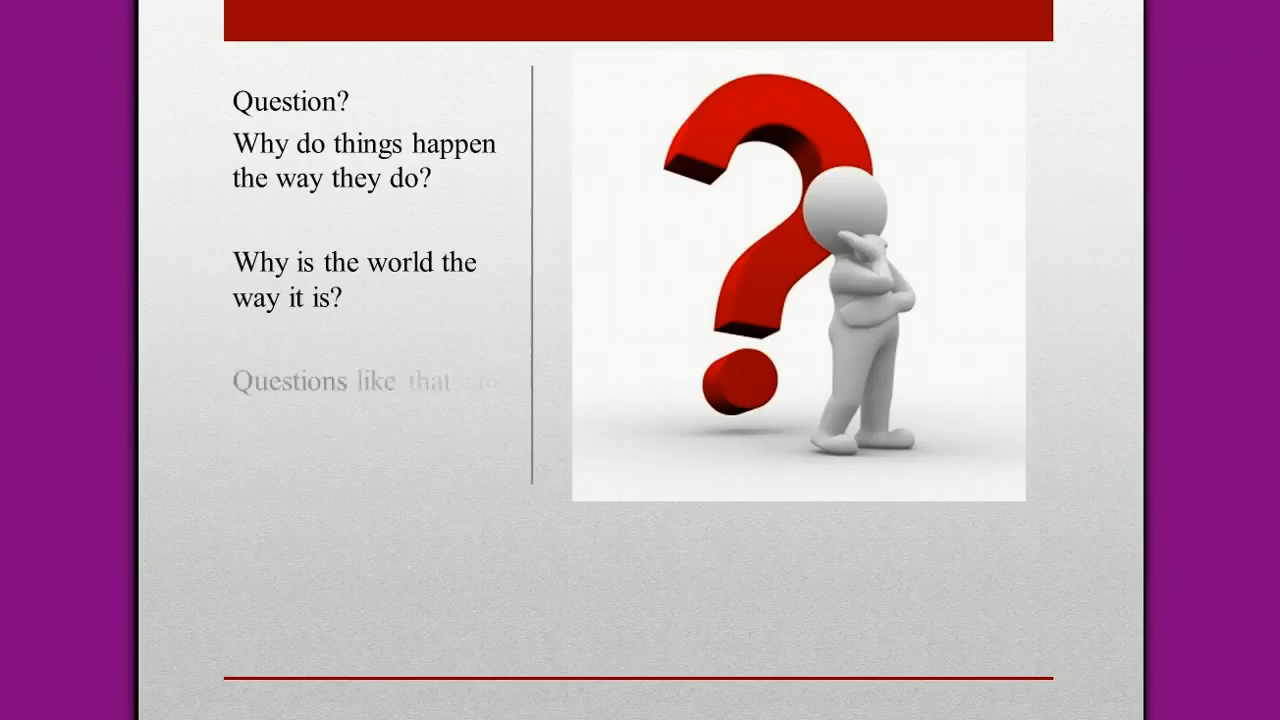 Question?
Why do things happen
the way they do?
Why is the world the
way it is?
Questions like that